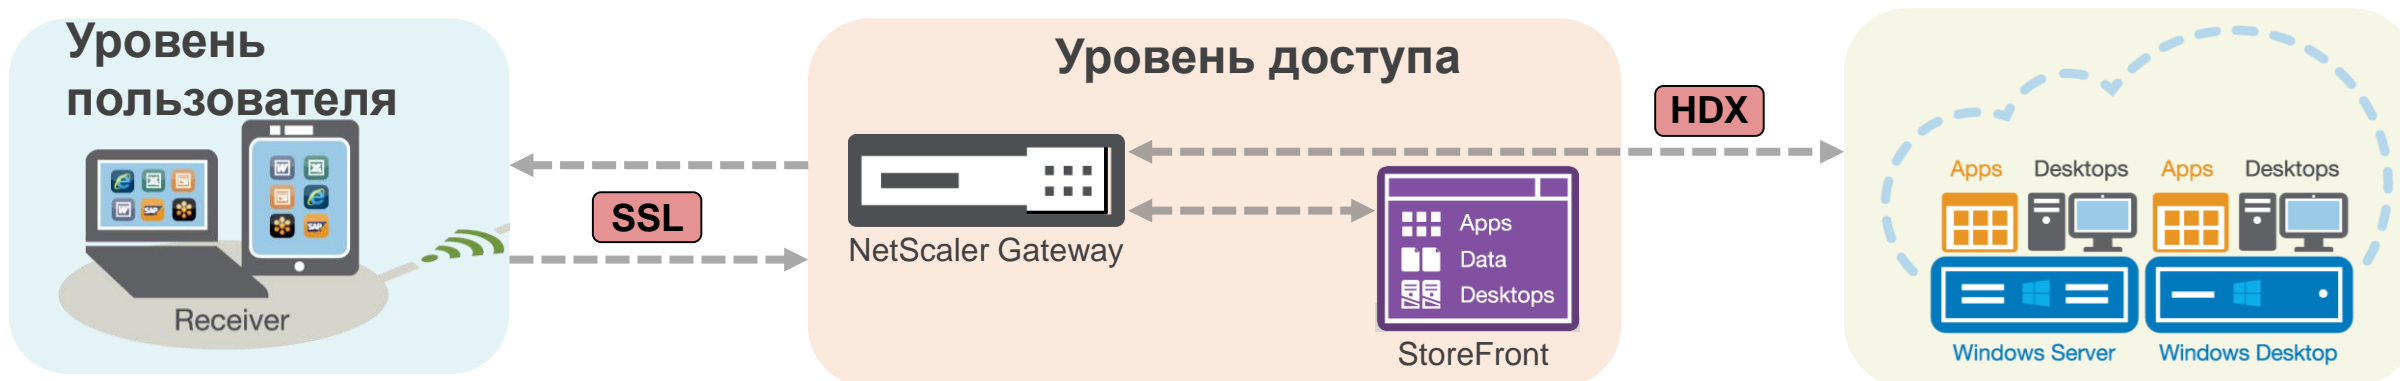 Уровень
пользователя
Receiver
SSL
Уровень доступа
NetScaler Gateway
Apps
Data
Desktops
StoreFront
HDX
Apps Desktops Apps Desktops
Windows Server Windows Desktop